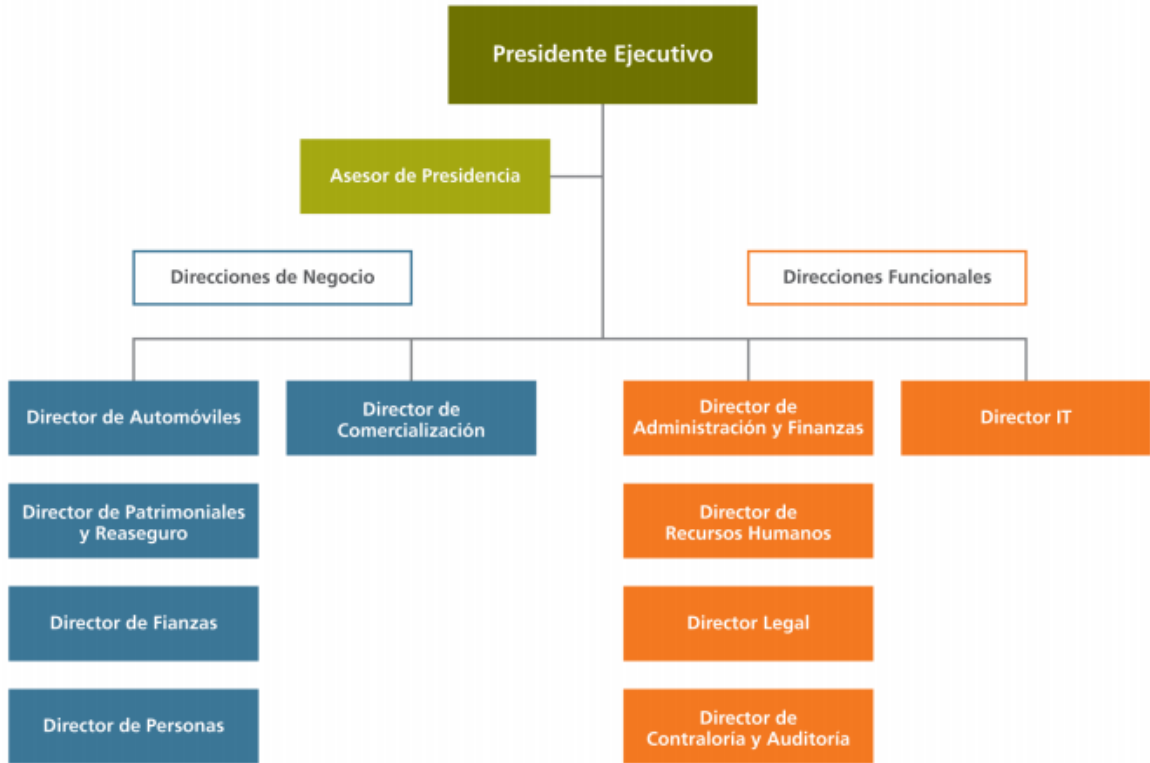 Presidente Ejecutivo
Asesor de Presidencia
Direcciones de Negocio
Direcciones Funcionales
Director de Automóviles
Director de
Comercialización
Director de
Administración y Finanzas
Director IT
Director de Patrimoniales
y Reaseguro
Director de
Recursos Humanos
Director de Fianzas
Director Legal
Director de Personas
Director de
Contraloría y Auditoría